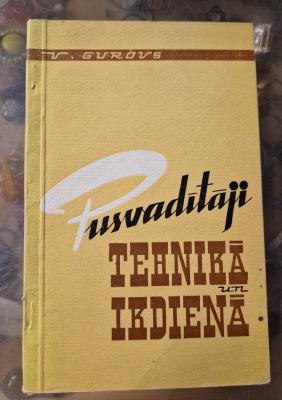 V. GUROVS
Pusvadītāji
TEHNIKĀ
un
IKDIENĀ